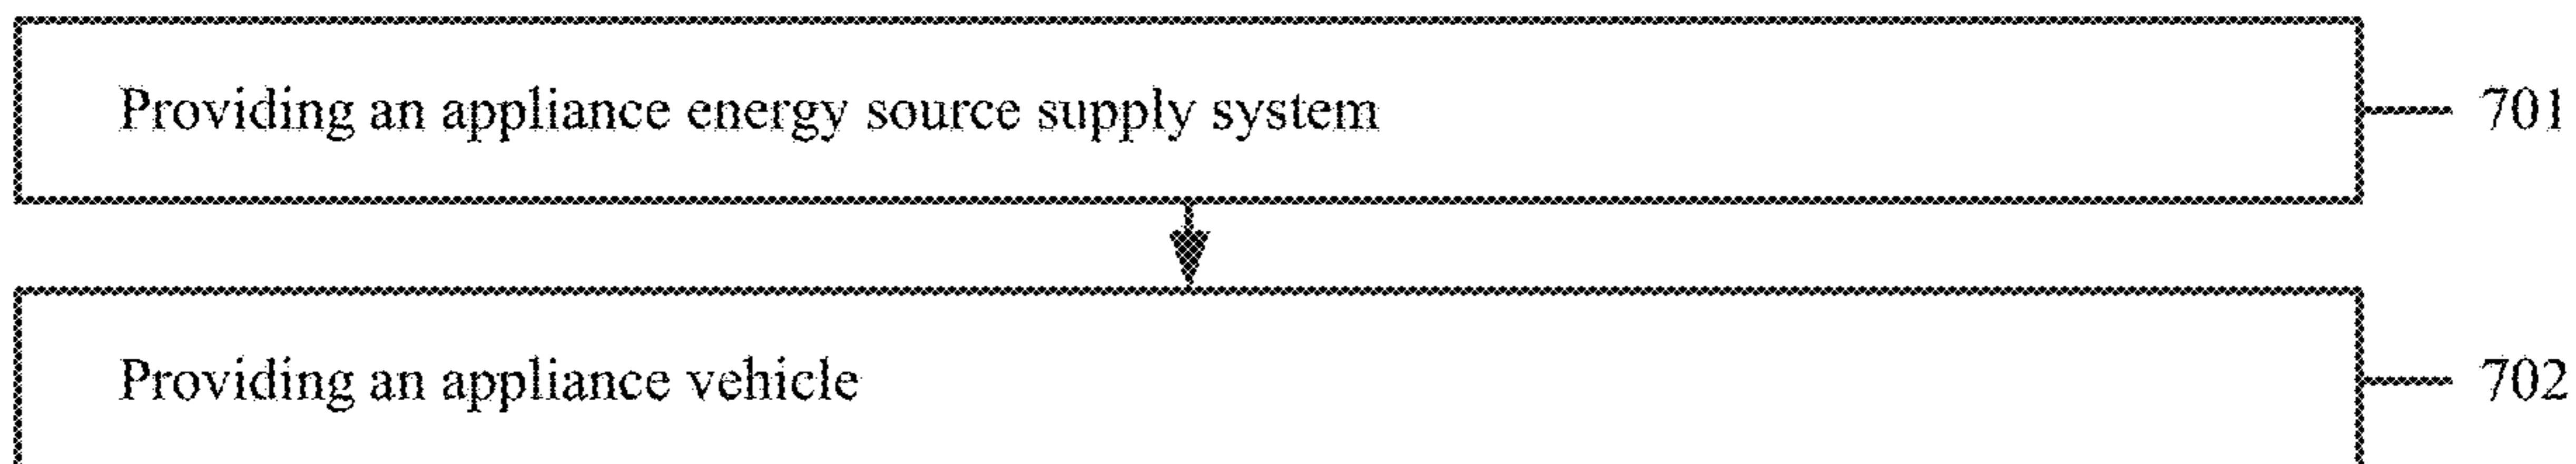 Providing an appliance energy source supply system 701
Providing an appliance vehicle 702